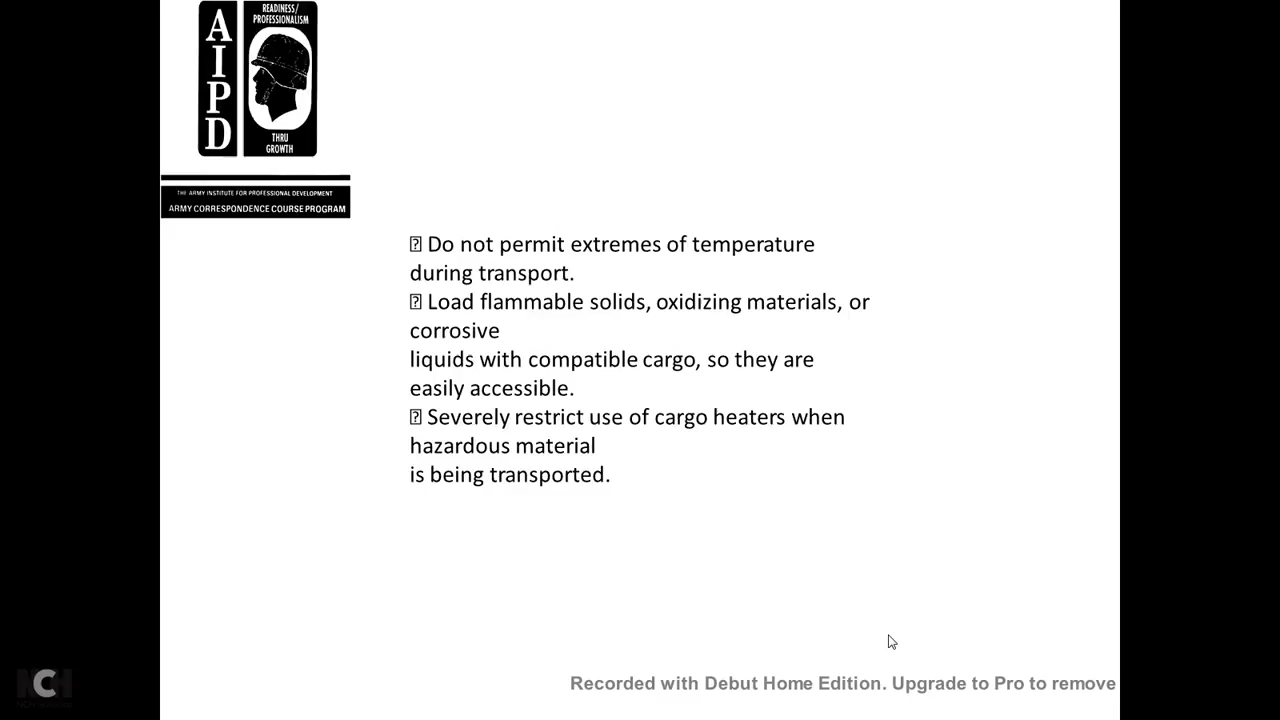 AIPD
READINESS/
PROFESSIONALISM
THRU
GROWTH
THE ARMY INSTITUTE FOR PROFESSIONAL DEVELOPMENT
ARMY CORRESPONDENCE COURSE PROGRAM
Do not permit extremes of temperature
during transport.
Load flammable solids, oxidizing materials, or
corrosive
liquids with compatible cargo, so they are
easily accessible.
Severely restrict use of cargo heaters when
hazardous material
is being transported.
NCH
Recorded with Debut Home Edition. Upgrade to Pro to remove